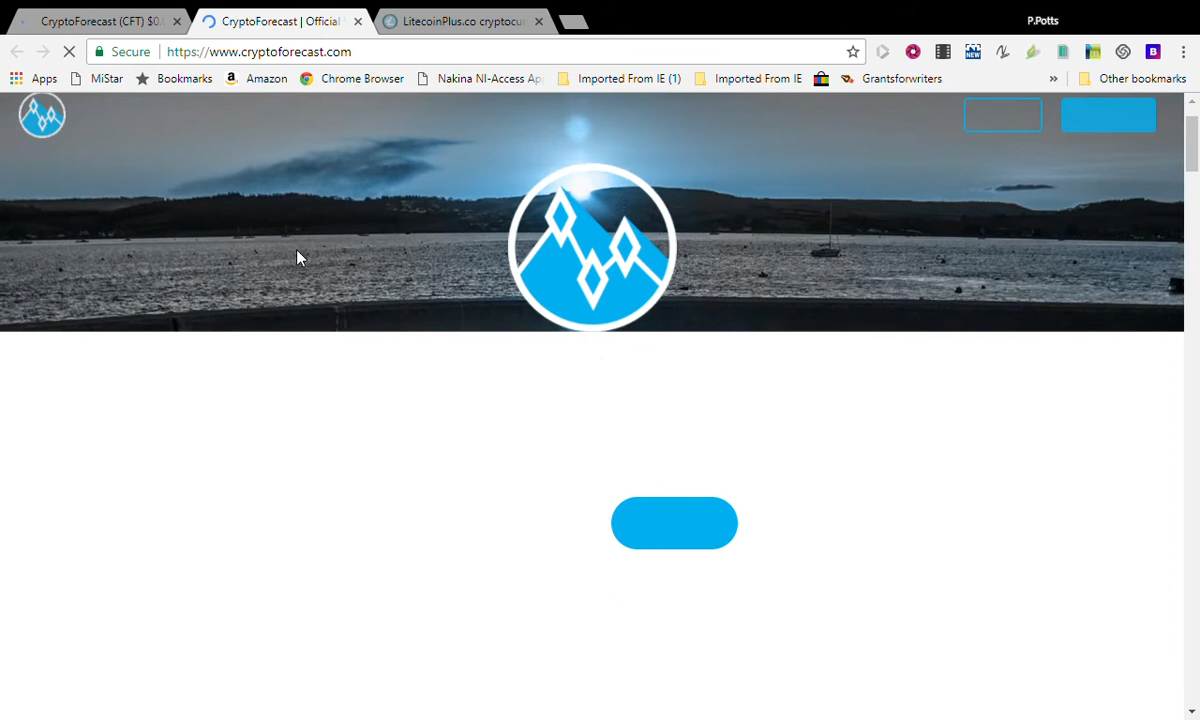 CryptoForecast (CFT) $0.
CryptoForecast | Official
LitecoinPlus.co cryptocur
P.Potts
Secure https://www.cryptoforecast.com
Apps MiStar Bookmarks Amazon Chrome Browser Nakina NI-Access Ap Imported From IE (1) Imported From IE Grantsforwriters » Other bookmarks